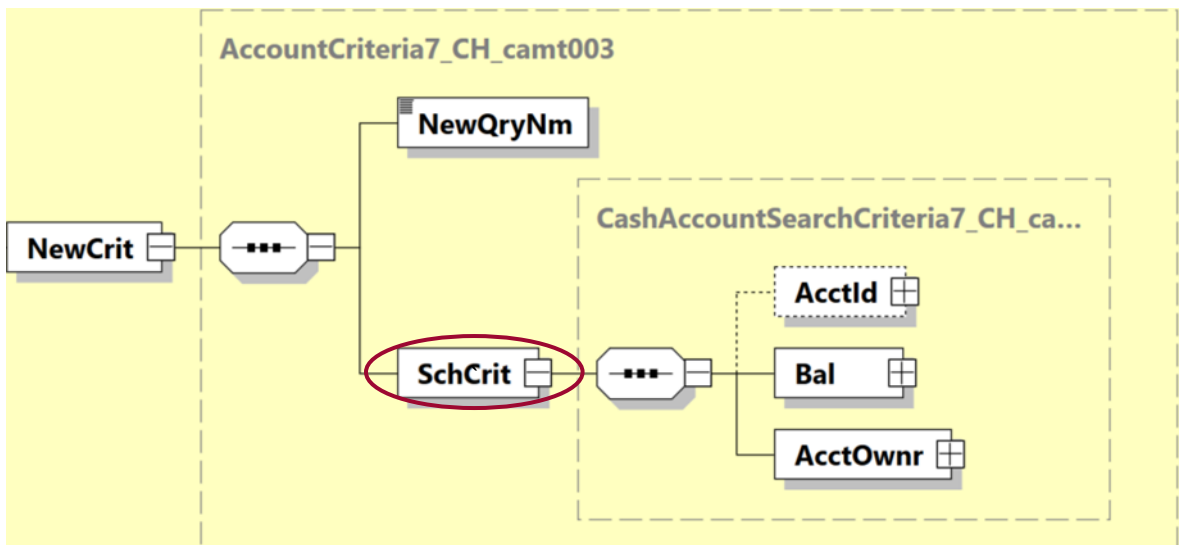 AccountCriteria7_CH_camt003
NewQryNm
NewCrit
CashAccountSearchCriteria7_CH_ca...
AcctId
SchCrit
Bal
AcctOwnr